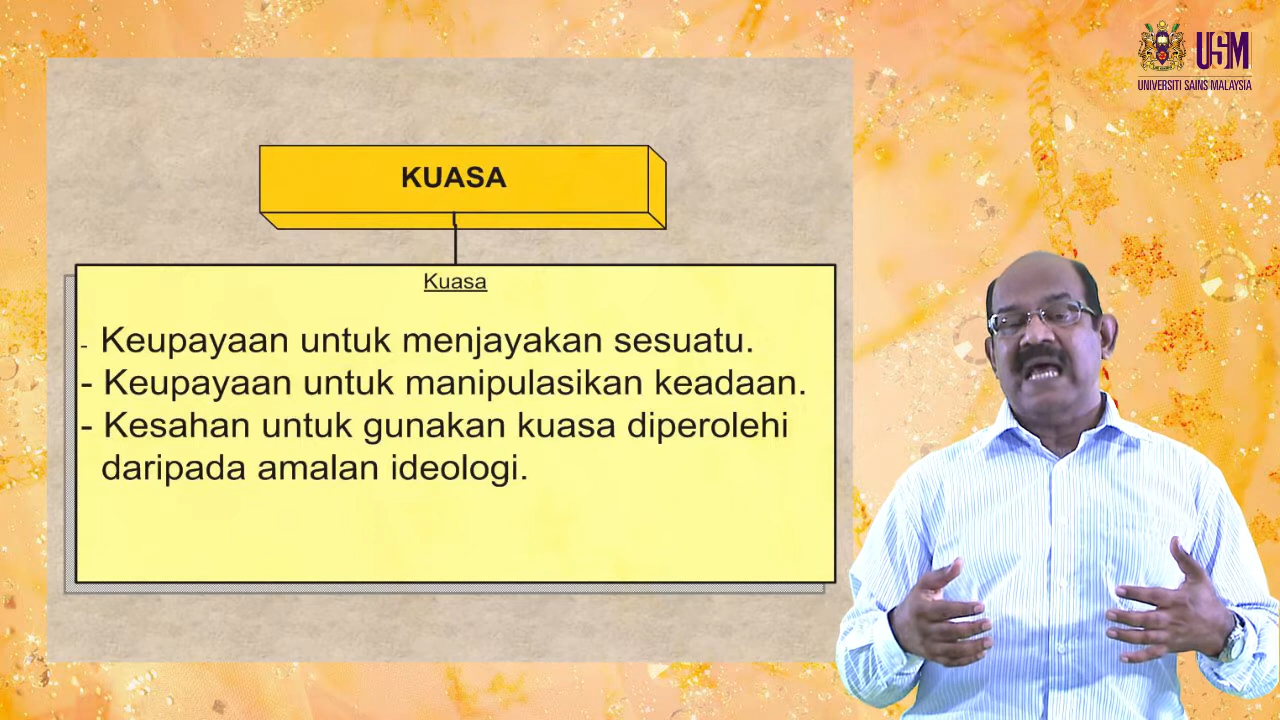 USM
UNIVERSITI SAINS MALAYSIA
KUASA
Kuasa
- Keupayaan untuk menjayakan sesuatu.
- Keupayaan untuk manipulasikan keadaan.
- Kesahan untuk gunakan kuasa diperolehi
daripada amalan ideologi.